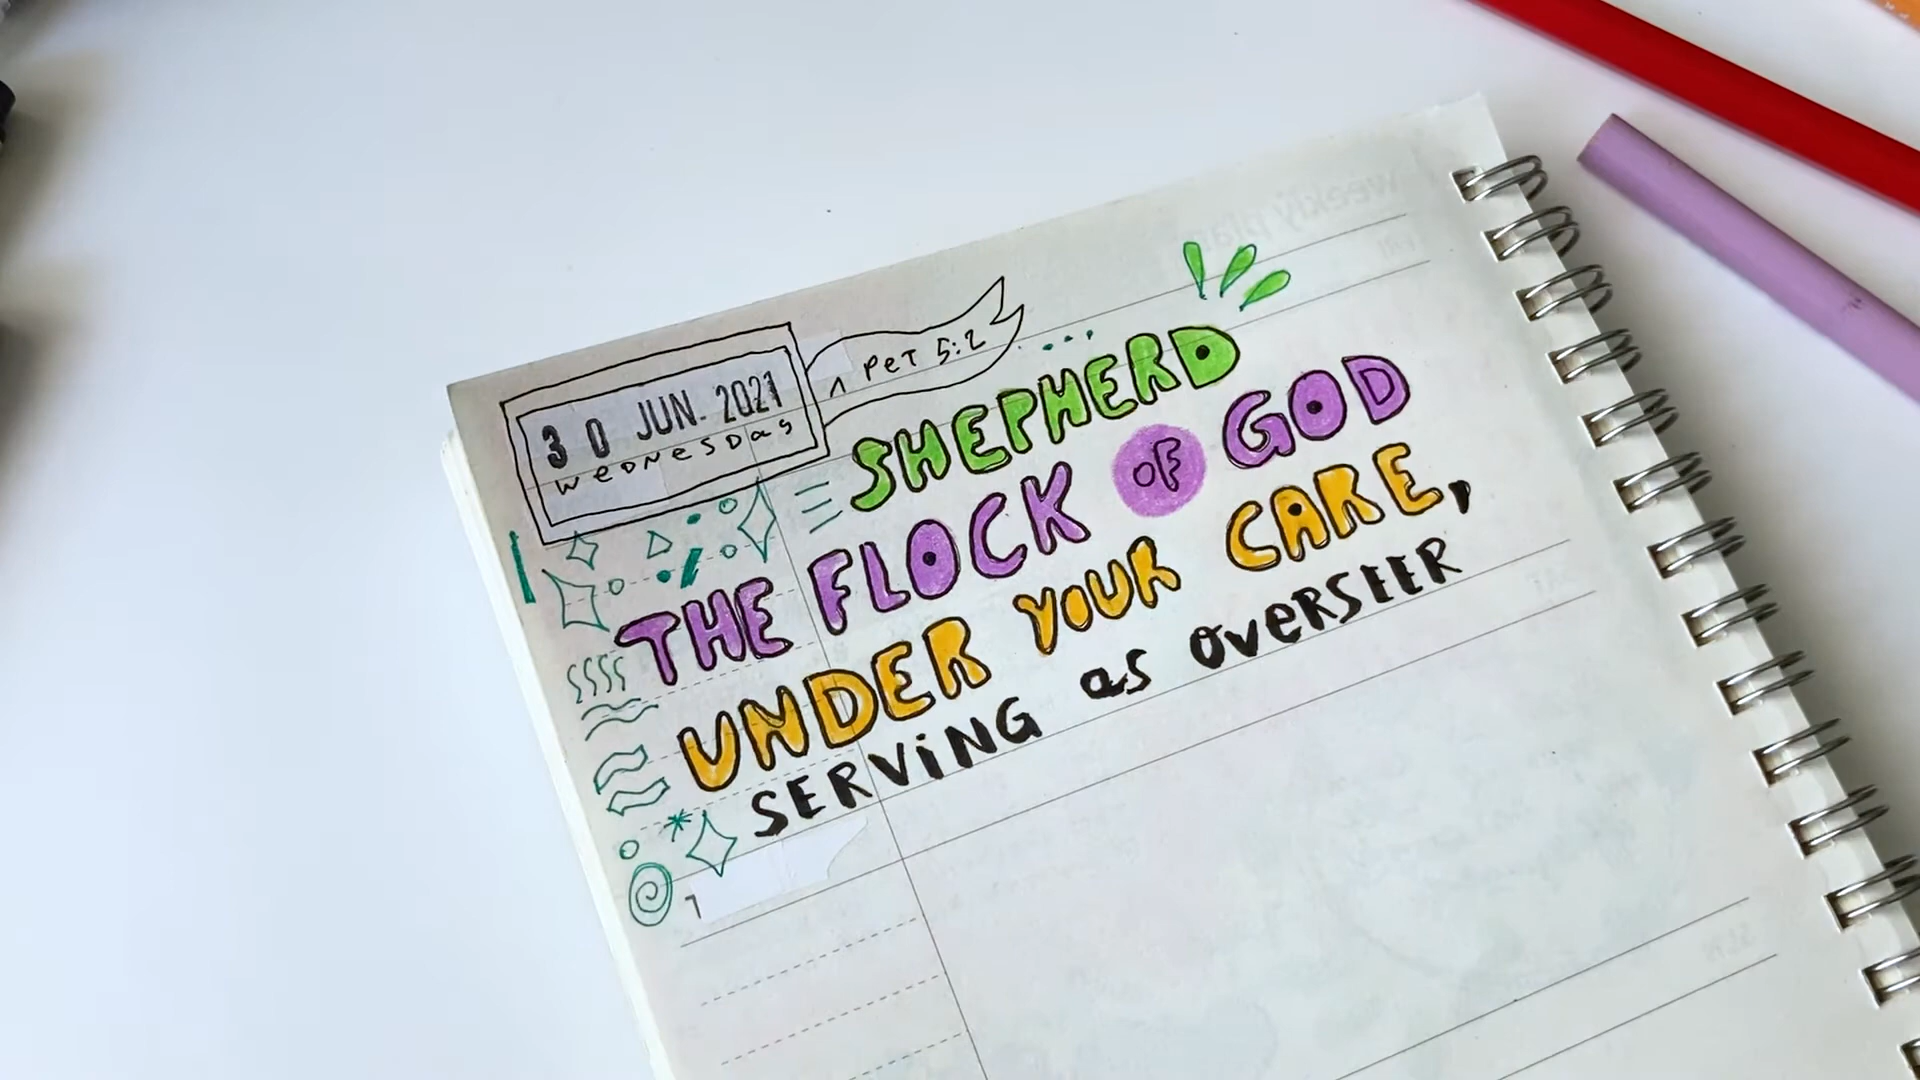 30 JUN. 2021
wednesday
1 Pet 5:2
SHEPHERD
THE FLOCK OF GOD
UNDER YOUR CARE,
SERVING as OVERSEER